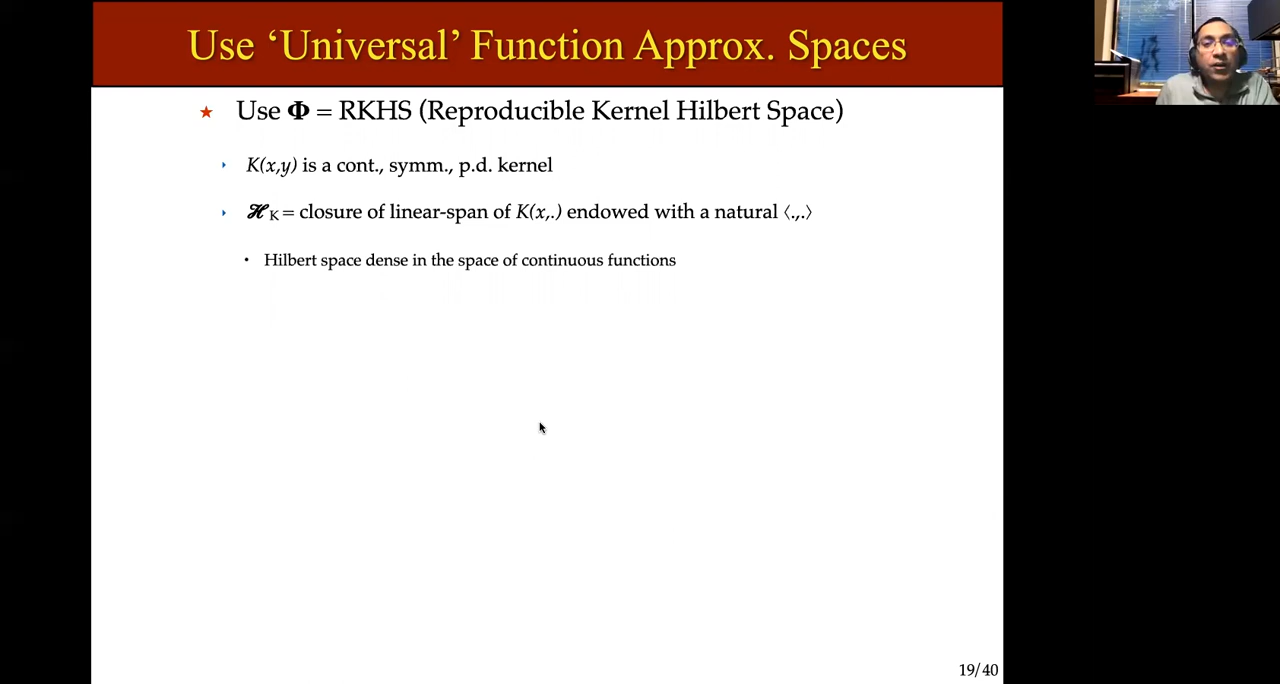 Use ‘Universal’ Function Approx. Spaces
★ Use Φ = RKHS (Reproducible Kernel Hilbert Space)
‣ K(x,y) is a cont., symm., p.d. kernel
‣ ℋK = closure of linear-span of K(x,.) endowed with a natural ⟨.,.⟩
• Hilbert space dense in the space of continuous functions
19/40